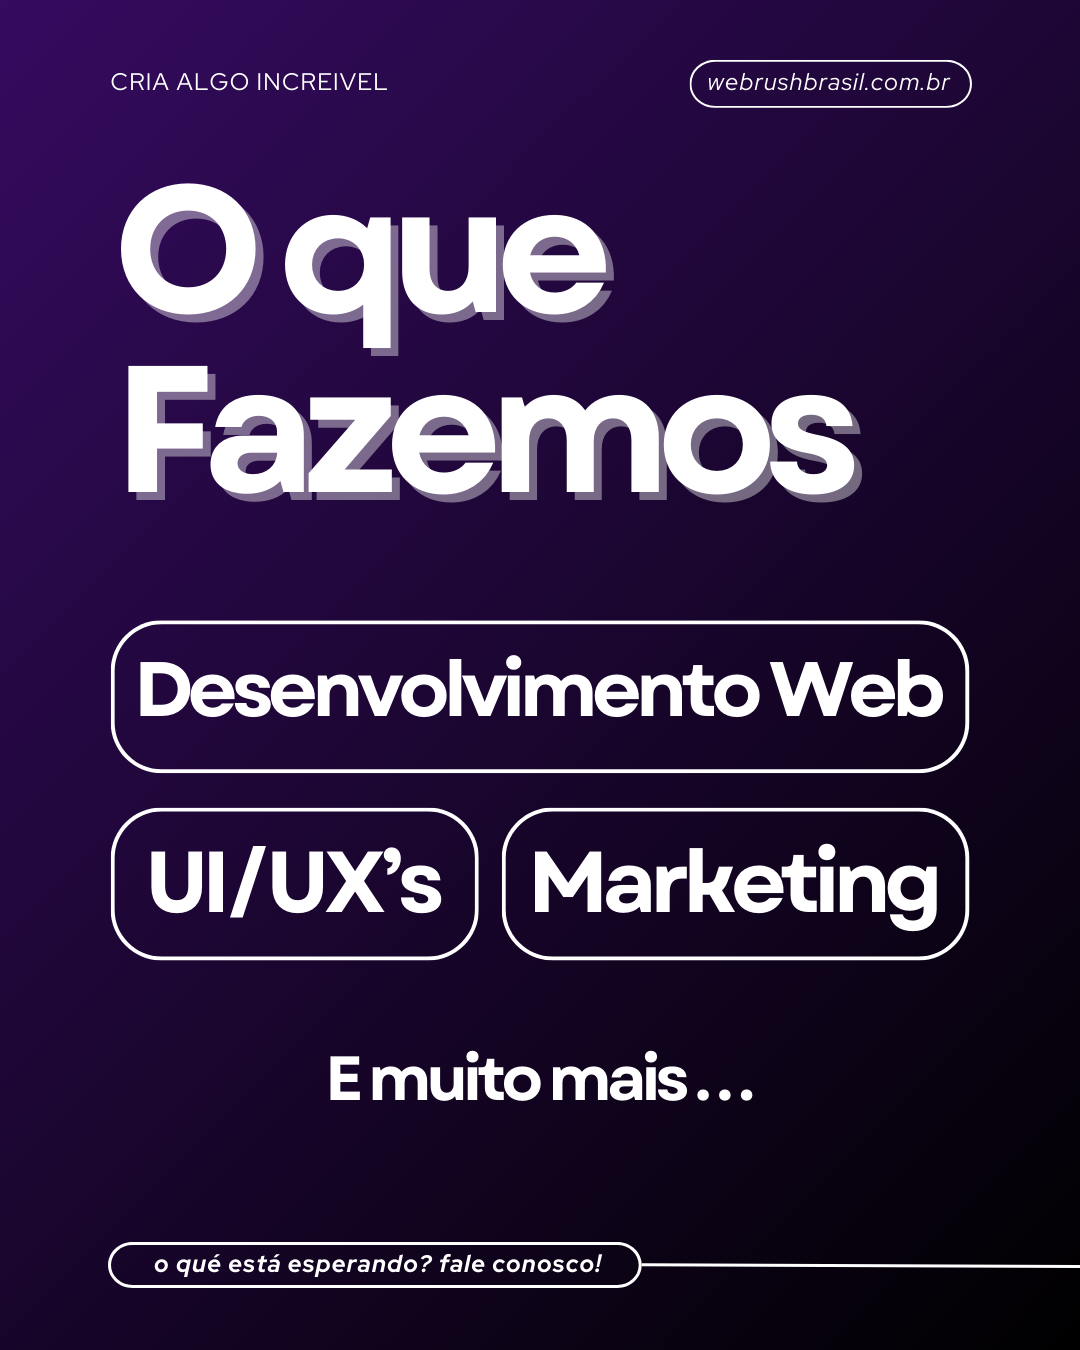 CRIA ALGO INCREIVEL
webrushbrasil.com.br
O que
Fazemos
Desenvolvimento Web
UI/UX’s
Marketing
E muito mais...
o qué está esperando? fale conosco!